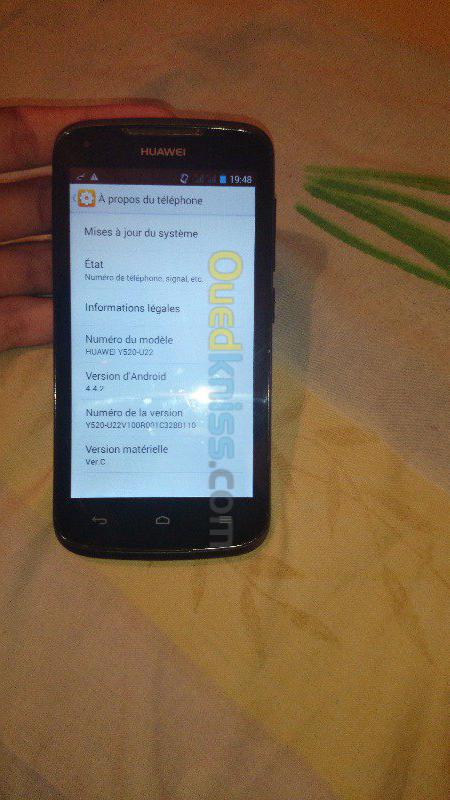 HUAWEI
19:48
À propos du téléphone
Mises à jour du système
État
Numéro de téléphone, signal, etc.
Informations légales
Numéro du modèle
HUAWEI Y520-U22
Version d'Android
4.4.2
Numéro de la version
Y520-U22V100R001C328B110
Version matérielle
Ver.C
Ouedkniss.com